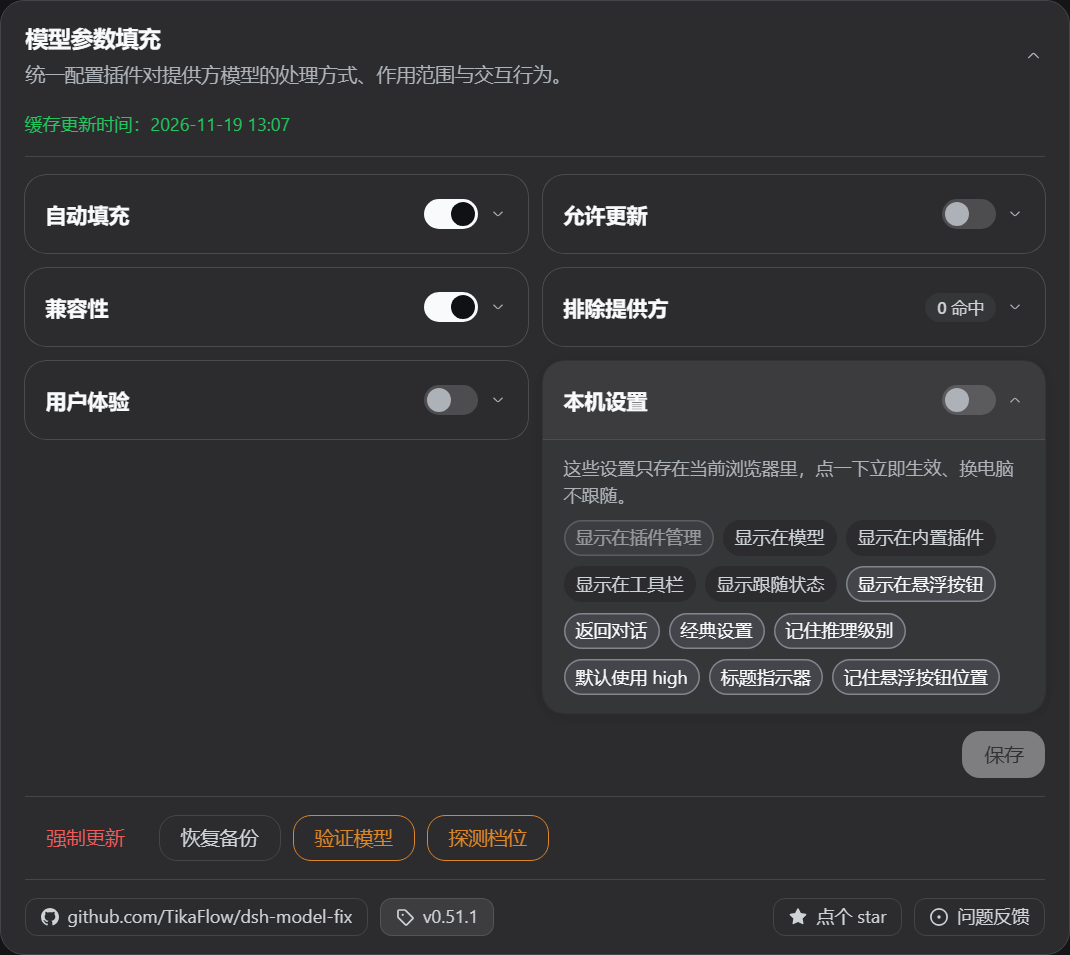 模型参数填充
统一配置插件对提供方模型的处理方式、作用范围与交互行为。
缓存更新时间：2026-11-19 13:07
自动填充
允许更新
兼容性
排除提供方
0 命中
用户体验
本机设置
这些设置只存在当前浏览器里，点一下立即生效、换电脑
不跟随。
显示在插件管理 显示在模型 显示在内置插件
显示在工具栏 显示跟随状态 显示在悬浮按钮
返回对话 经典设置 记住推理级别
默认使用 high 标题指示器 记住悬浮按钮位置
保存
强制更新 恢复备份 验证模型 探测档位
github.com/TikaFlow/dsh-model-fix v0.51.1 点个 star 问题反馈